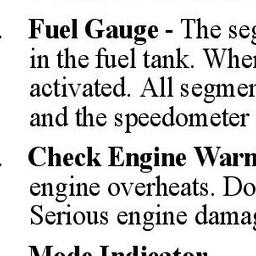 Fuel Gauge - The seg
in the fuel tank. When
activated. All segmen
and the speedometer
Check Engine Warn
engine overheats. Do
Serious engine damag
Mode Indicator